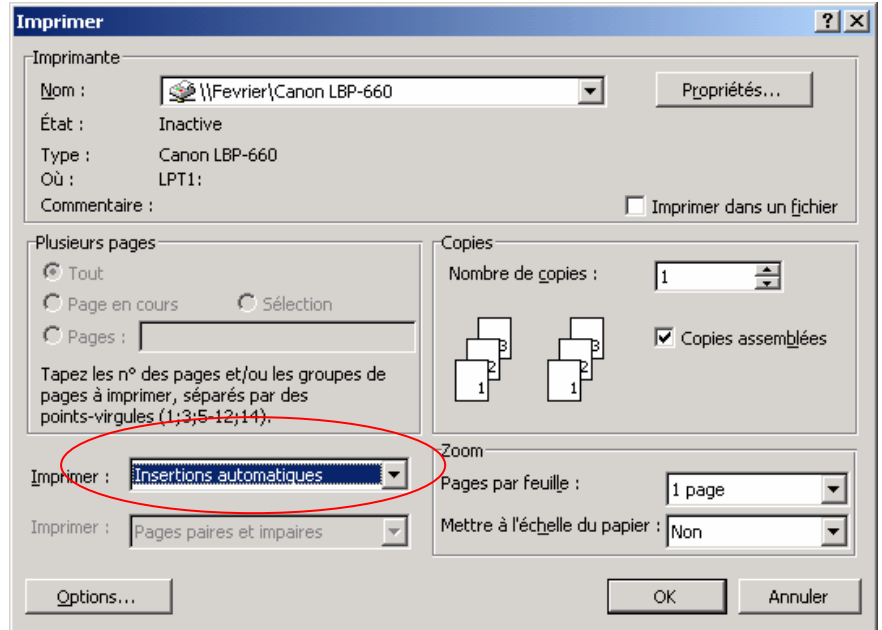 Imprimer
Imprimante
Nom : \\Fevrier\Canon LBP-660 Propriétés...
État : Inactive
Type : Canon LBP-660
Où : LPT1:
Commentaire : Imprimer dans un fichier
Plusieurs pages
Tout
Page en cours Sélection
Pages :
Tapez les n° des pages et/ou les groupes de
pages à imprimer, séparés par des
points-virgules (1;3;5-12;14).
Copies
Nombre de copies : 1
1 2 3 1 2 3 Copies assemblées
Imprimer : Insertions automatiques
Imprimer : Pages paires et impaires
Zoom
Pages par feuille : 1 page
Mettre à l'échelle du papier : Non
Options... OK Annuler